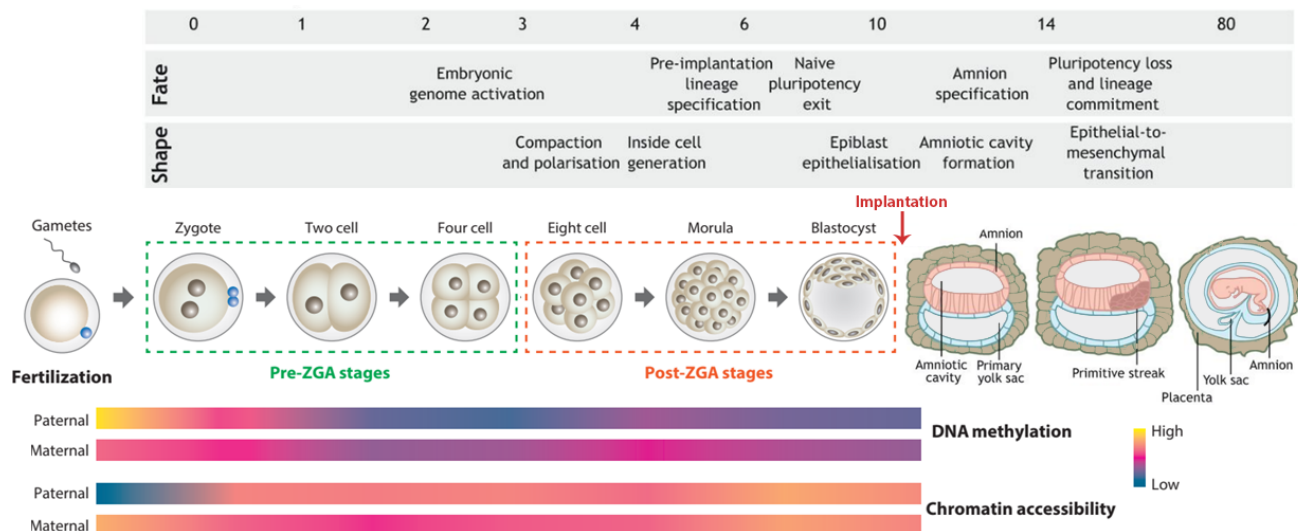 0 1 2 3 4 6 10 14 80
Fate
Embryonic
genome activation
Pre-implantation
lineage
specification
Naive
pluripotency
exit
Amnion
specification
Pluripotency loss
and lineage
commitment
Shape
Compaction
and polarisation
Inside cell
generation
Epiblast
epithelialisation
Amniotic cavity
formation
Epithelial-to-
mesenchymal
transition
Implantation
Gametes
Zygote
Two cell
Four cell
Eight cell
Morula
Blastocyst
Amnion
Amniotic
cavity
Primary
yolk sac
Primitive streak
Placenta
Yolk sac
Amnion
Fertilization
Pre-ZGA stages
Post-ZGA stages
Paternal
Maternal
DNA methylation
High
Low
Paternal
Maternal
Chromatin accessibility